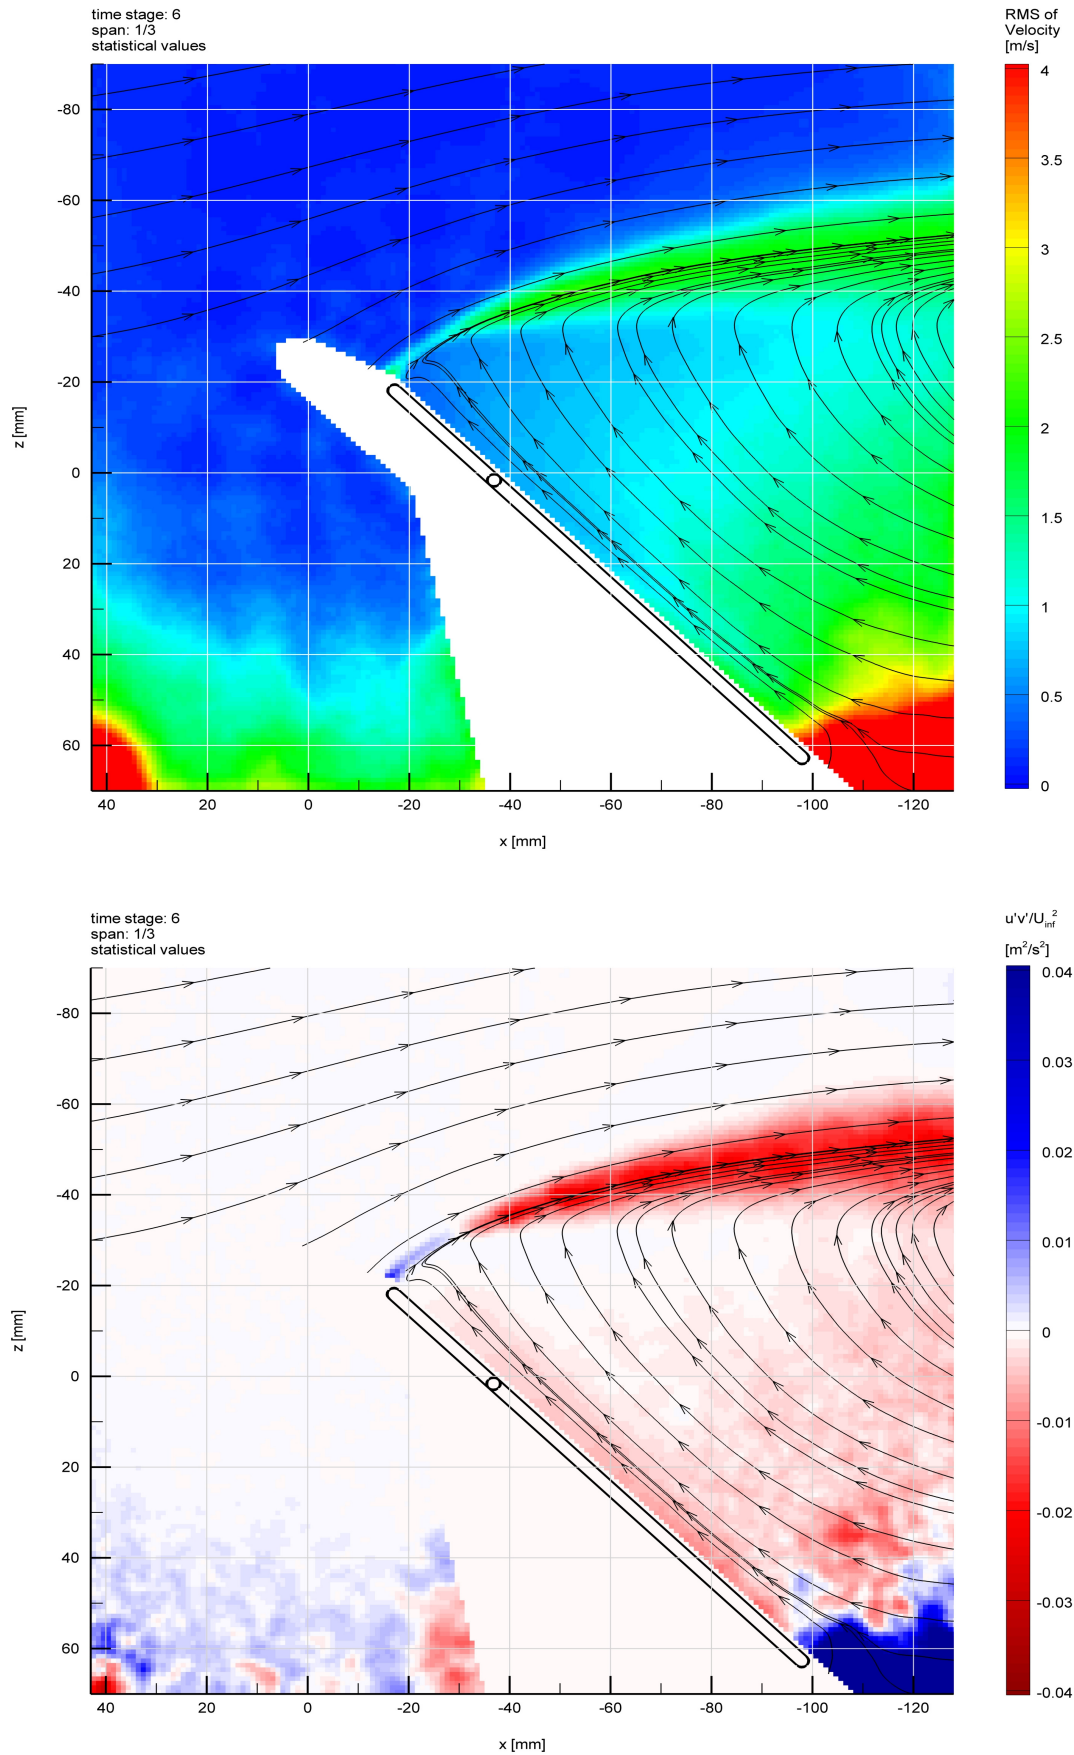 time stage: 6
span: 1/3
statistical values
RMS of
Velocity
[m/s]
4
3.5
3
2.5
2
1.5
1
0.5
0
-80
-60
-40
-20
0
20
40
60
z [mm]
40 20 0 -20 -40 -60 -80 -100 -120
x [mm]
time stage: 6
span: 1/3
statistical values
u'v'/U_inf^2
[m^2/s^2]
0.04
0.03
0.02
0.01
0
-0.01
-0.02
-0.03
-0.04
-80
-60
-40
-20
0
20
40
60
z [mm]
40 20 0 -20 -40 -60 -80 -100 -120
x [mm]